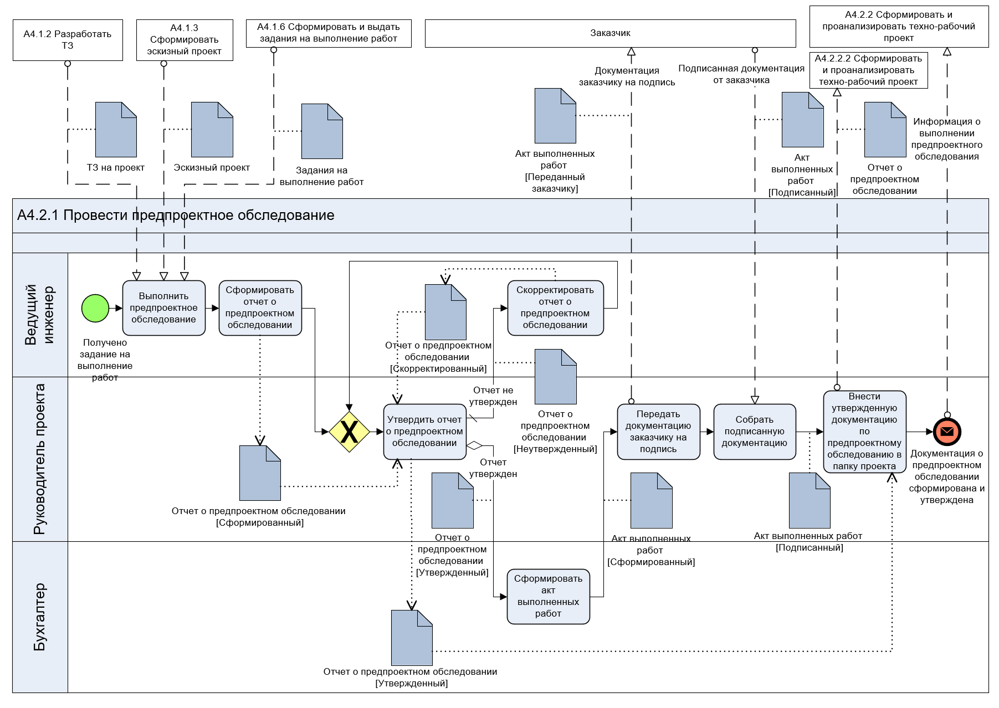 А4.1.2 Разработать
ТЗ
А4.1.3
Сформировать
эскизный проект
А4.1.6 Сформировать и выдать
задания на выполнение работ
Заказчик
А4.2.2 Сформировать и
проанализировать техно-рабочий
проект
А4.2.2.2 Сформировать
и проанализировать
техно-рабочий проект
Документация
заказчику на подпись
Подписанная документация
от заказчика
ТЗ на проект
Эскизный проект
Задания на
выполнение работ
Акт выполненных
работ
[Переданный
заказчику]
Акт
выполненных
работ
[Подписанный]
Отчет о
предпроектном
обследовании
Информация о
выполнении
предпроектного
обследования
А4.2.1 Провести предпроектное обследование
Ведущий
инженер
Получено
задание на
выполнение
работ
Выполнить
предпроектное
обследование
Сформировать
отчет о
предпроектном
обследовании
Отчет о предпроектном
обследовании
[Скорректированный]
Скорректировать
отчет о
предпроектном
обследовании
Руководитель проекта
Отчет не
утвержден
Отчет о
предпроектном
обследовании
[Неутвержденный]
X
Утвердить отчет
о предпроектном
обследовании
Отчет
утвержден
Передать
документацию
заказчику на
подпись
Собрать
подписанную
документацию
Внести
утвержденную
документацию
по
предпроектному
обследованию в
папку проекта
Документация о
предпроектном
обследовании
сформирована и
утверждена
Отчет о предпроектном обследовании
[Сформированный]
Отчет о
предпроектном
обследовании
[Утвержденный]
Акт выполненных
работ
[Сформированный]
Акт выполненных работ
[Подписанный]
Бухгалтер
Сформировать
акт
выполненных
работ
Отчет о предпроектном обследовании
[Утвержденный]